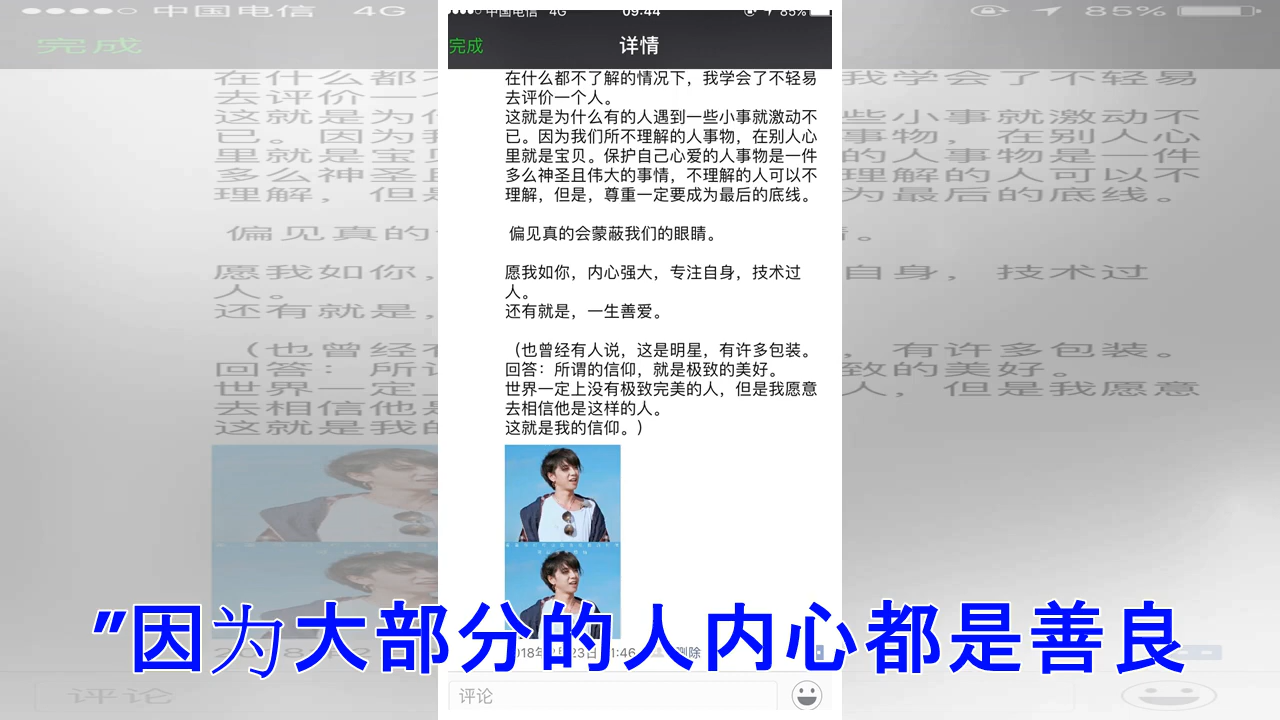 中国电信 4G 09:44 85%
完成 详情
在什么都不了解的情况下，我学会了不轻易
去评价一个人。
这就是为什么有的人遇到一些小事就激动不
已。因为我们所不理解的人事物，在别人心
里就是宝贝。保护自己心爱的人事物是一件
多么神圣且伟大的事情，不理解的人可以不
理解，但是，尊重一定要成为最后的底线。
偏见真的会蒙蔽我们的眼睛。
愿我如你，内心强大，专注自身，技术过
人。
还有就是，一生善爱。
（也曾经有人说，这是明星，有许多包装。
回答：所谓的信仰，就是极致的美好。
世界一定上没有极致完美的人，但是我愿意
去相信他是这样的人。
这就是我的信仰。）
"因为大部分的人内心都是善良
删除
评论